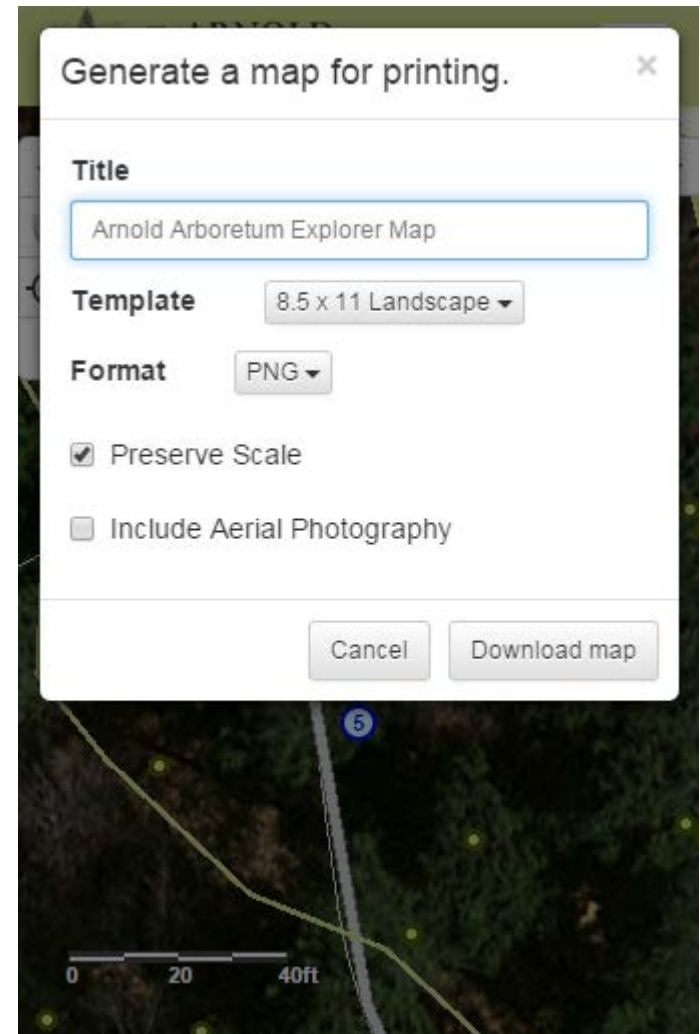 ARNOLD
Generate a map for printing. ×
Title
Arnold Arboretum Explorer Map
Template 8.5 x 11 Landscape
Format PNG
Preserve Scale
Include Aerial Photography
Cancel Download map
5
0 20 40ft